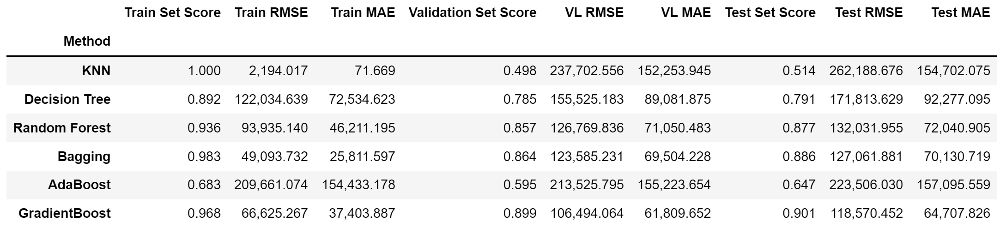 Train Set Score Train RMSE Train MAE Validation Set Score VL RMSE VL MAE Test Set Score Test RMSE Test MAE
Method
KNN 1.000 2,194.017 71.669 0.498 237,702.556 152,253.945 0.514 262,188.676 154,702.075
Decision Tree 0.892 122,034.639 72,534.623 0.785 155,525.183 89,081.875 0.791 171,813.629 92,277.095
Random Forest 0.936 93,935.140 46,211.195 0.857 126,769.836 71,050.483 0.877 132,031.955 72,040.905
Bagging 0.983 49,093.732 25,811.597 0.864 123,585.231 69,504.228 0.886 127,061.881 70,130.719
AdaBoost 0.683 209,661.074 154,433.178 0.595 213,525.795 155,223.654 0.647 223,506.030 157,095.559
GradientBoost 0.968 66,625.267 37,403.887 0.899 106,494.064 61,809.652 0.901 118,570.452 64,707.826